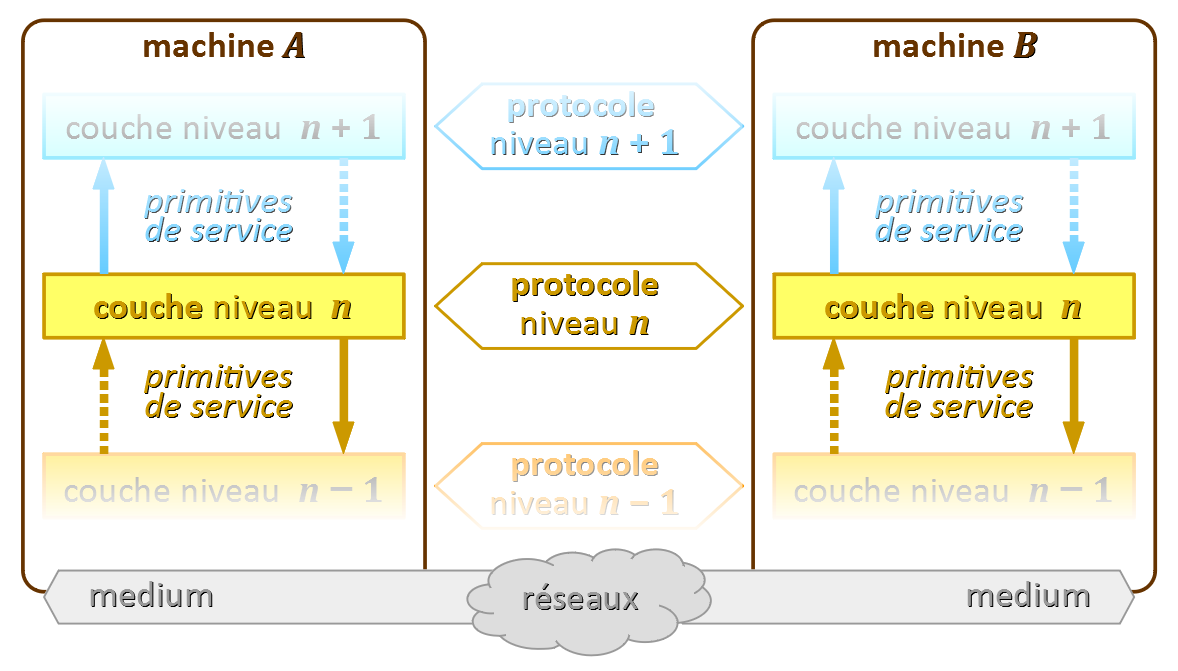 machine A
machine B
couche niveau n + 1
protocole
niveau n + 1
couche niveau n + 1
primitives
de service
primitives
de service
couche niveau n
protocole
niveau n
couche niveau n
primitives
de service
primitives
de service
couche niveau n − 1
protocole
niveau n − 1
couche niveau n − 1
medium
réseaux
medium